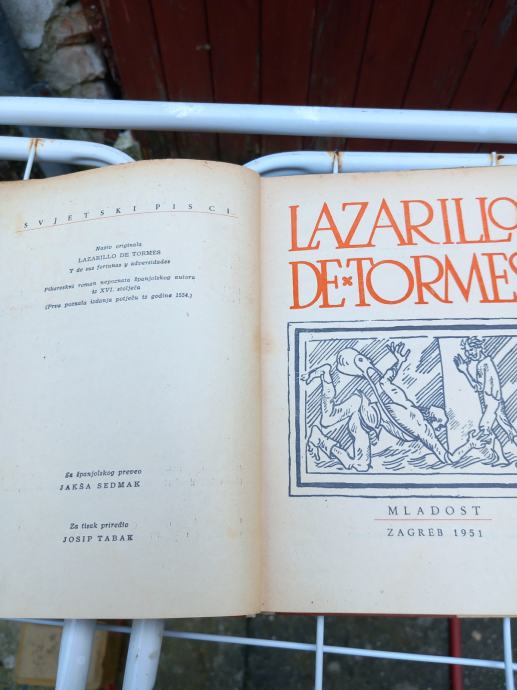 SVJETSKI PISCI
Naziv originala
LAZARILLO DE TORMES
Y de sus fortunas y adversidades
Pikareskni roman nepoznata španjolskog autora
iz XVI. stoljeća
(Prva poznata izdanja potječu iz godine 1554.)
Sa španjolskog preveo
JAKŠA SEDMAK
Za tisak priredio
JOSIP TABAK
LAZARILLO
DE TORMES
MLADOST
ZAGREB 1951